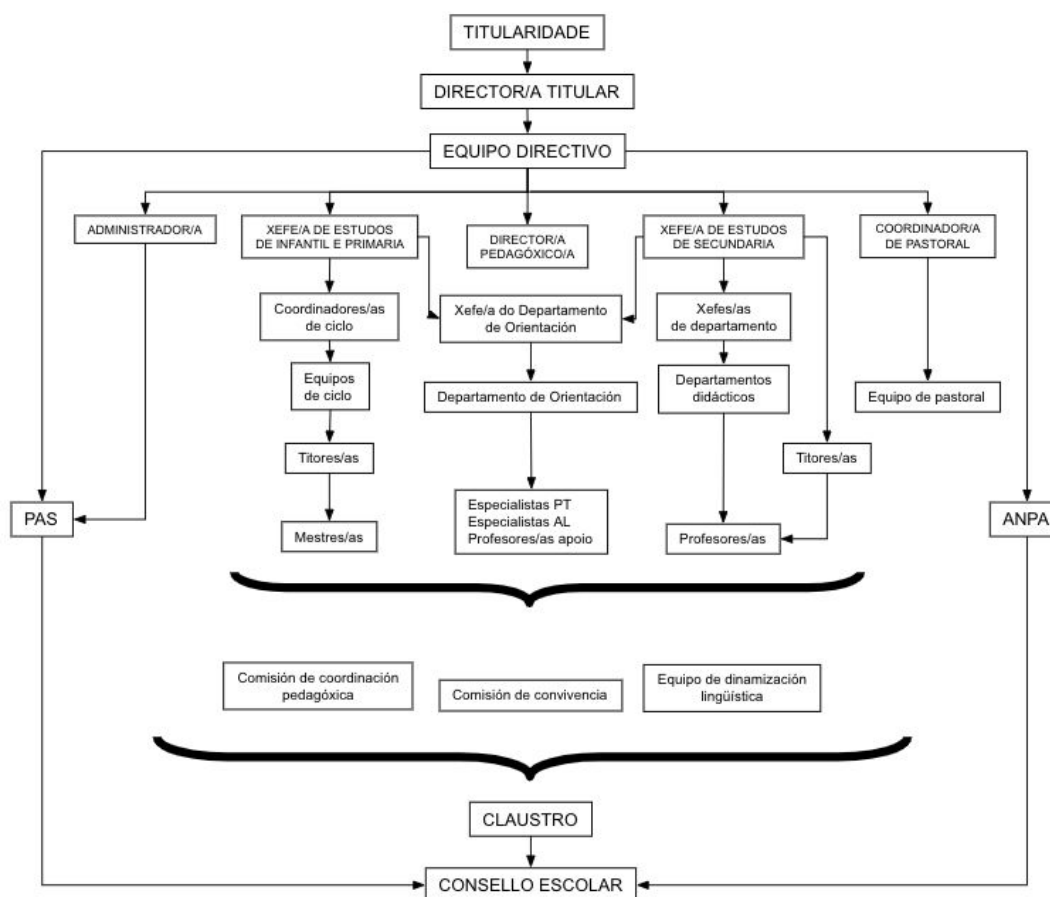 TITULARIDADE
DIRECTOR/A TITULAR
EQUIPO DIRECTIVO
ADMINISTRADOR/A
XEFE/A DE ESTUDOS
DE INFANTIL E PRIMARIA
DIRECTOR/A
PEDAGÓXICO/A
XEFE/A DE ESTUDOS
DE SECUNDARIA
COORDINADOR/A
DE PASTORAL
Coordinadores/as
de ciclo
Xefe/a do Departamento
de Orientación
Xefes/as
de departamento
Equipos
de ciclo
Departamento de Orientación
Departamentos
didácticos
Equipo de pastoral
Titores/as
Titores/as
PAS
Mestres/as
Especialistas PT
Especialistas AL
Profesores/as apoio
Profesores/as
ANPA
Comisión de coordinación
pedagóxica
Comisión de convivencia
Equipo de dinamización
lingüística
CLAUSTRO
CONSELLO ESCOLAR